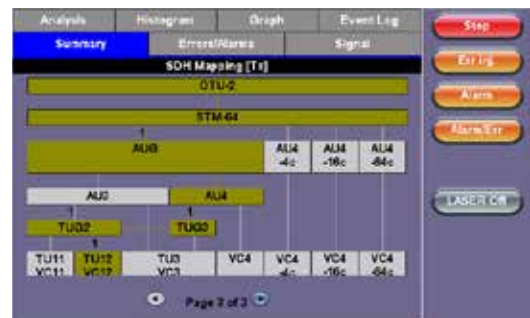 Analysis Histogram Graph Event Log
Summary Errors/Alarms Signal
SDH Mapping [Tx]
OTU-2
STM-64
1
AUG AU4 -4c AU4 -16c AU4 -64c
AU3 AU4
1 1
TUG2 TUG3
1
TU11 VC11 TU12 VC12 TU3 VC3 VC4 VC4 -4c VC4 -16c VC4 -64c
Page 3 of 3
Stop
Err Inj
Alarm
Alarm/Err
LASER Off